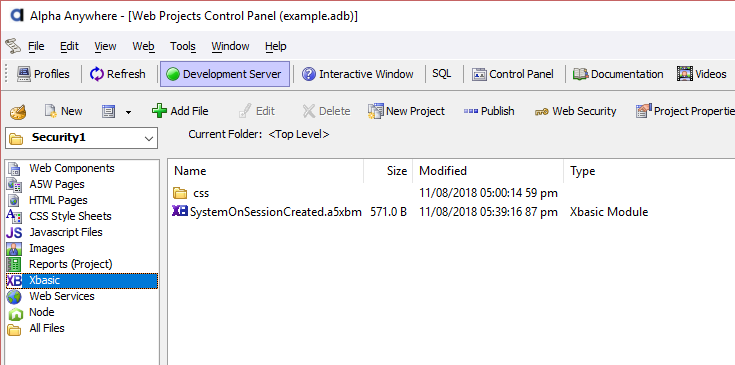 Alpha Anywhere - [Web Projects Control Panel (example.adb)]
File Edit View Web Tools Window Help
Profiles Refresh Development Server Interactive Window SQL Control Panel Documentation Videos
New Add File Edit Delete New Project Publish Web Security Project Propertie
Security1 Current Folder: <Top Level>
Name Size Modified Type
Web Components
A5W Pages
HTML Pages
CSS Style Sheets
JS Javascript Files
Images
Reports (Project)
XB Xbasic
Web Services
Node
All Files
css 11/08/2018 05:00:14 59 pm
XB SystemOnSessionCreated.a5xbm 571.0 B 11/08/2018 05:39:16 87 pm Xbasic Module